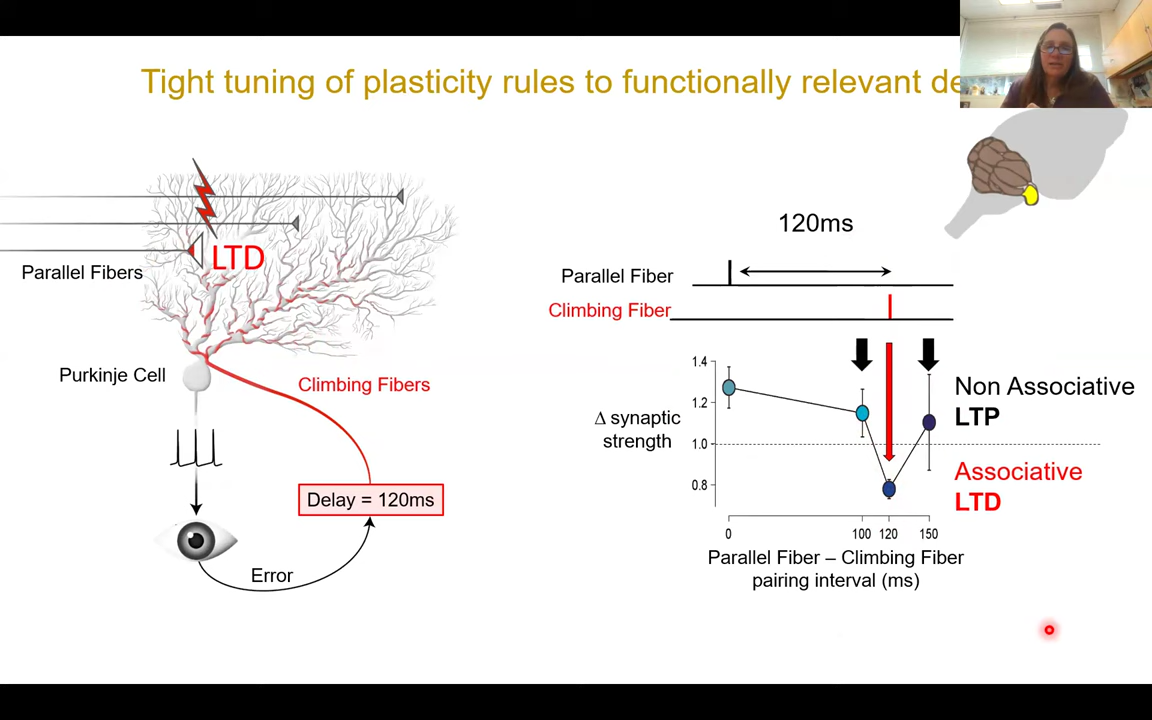 Tight tuning of plasticity rules to functionally relevant
LTD
Parallel Fibers
Purkinje Cell
Climbing Fibers
Delay = 120ms
Error
120ms
Parallel Fiber
Climbing Fiber
Δ synaptic
strength
1.4
1.2
1.0
0.8
0
100
120
150
Parallel Fiber – Climbing Fiber
pairing interval (ms)
Non Associative
LTP
Associative
LTD